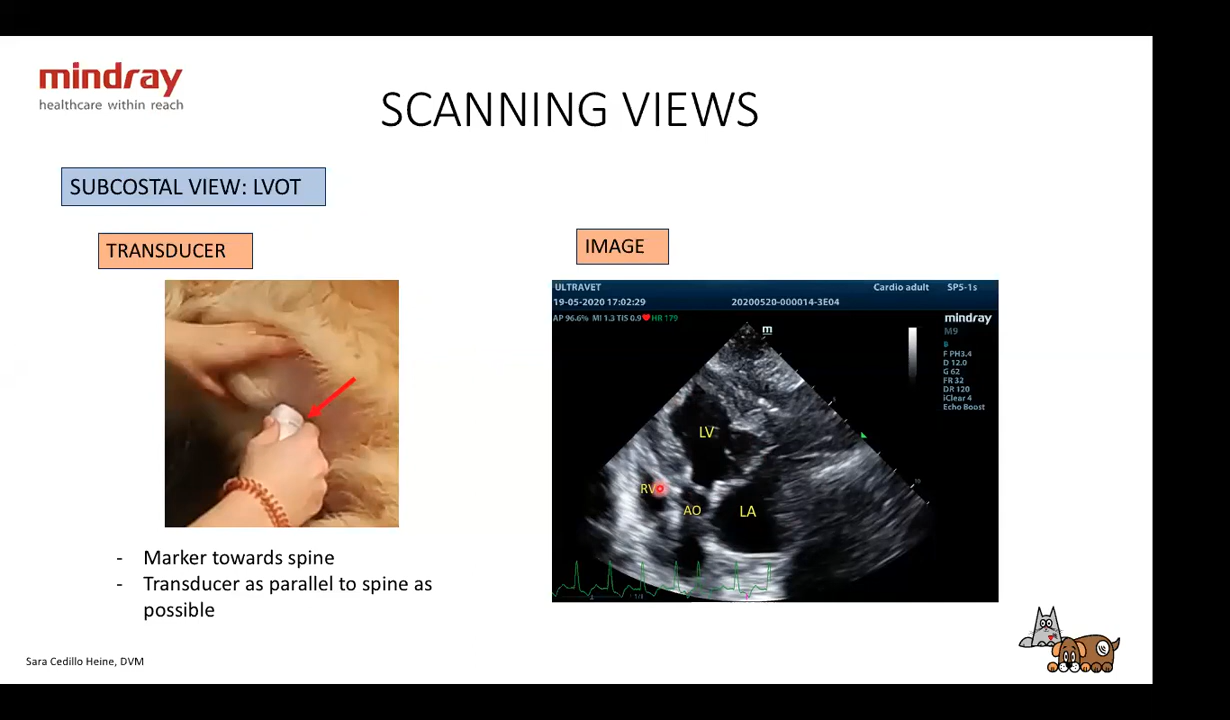 mindray
healthcare within reach
SCANNING VIEWS
SUBCOSTAL VIEW: LVOT
TRANSDUCER
IMAGE
ULTRAVET
Cardio adult
SP5-1s
19-05-2020 17:02:29
20200520-000014-3E04
AP 96.6% MI 1.3 TIS 0.9 HR 179
m
mindray
M9
B
F PH3.4
D 12.0
G 62
FR 32
DR 120
iClear 4
Echo Boost
LV
RV
AO
LA
- Marker towards spine
- Transducer as parallel to spine as
possible
Sara Cedillo Heine, DVM